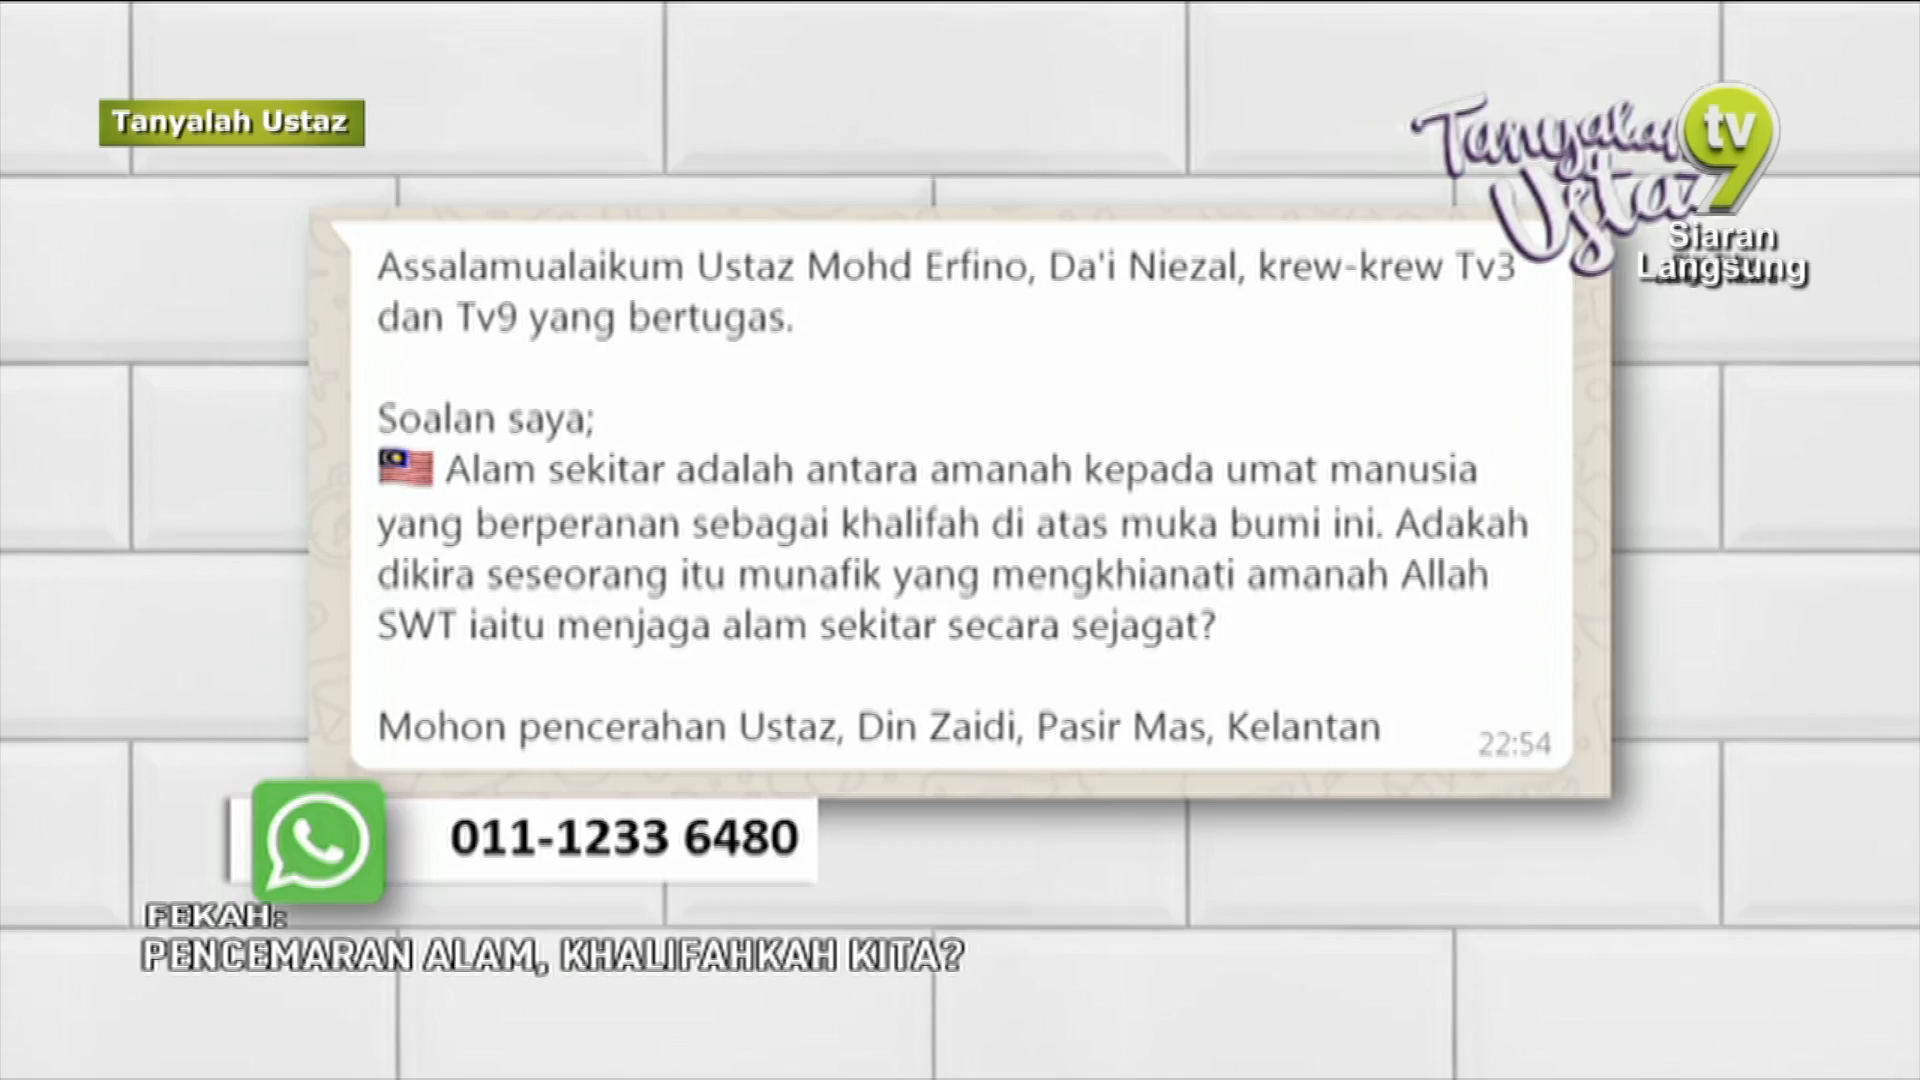 Tanyalah Ustaz
Tanyalah
Ustaz
tv9
Siaran
Langsung
Assalamualaikum Ustaz Mohd Erfino, Da'i Niezal, krew-krew Tv3
dan Tv9 yang bertugas.
Soalan saya;
🇲🇾 Alam sekitar adalah antara amanah kepada umat manusia
yang berperanan sebagai khalifah di atas muka bumi ini. Adakah
dikira seseorang itu munafik yang mengkhianati amanah Allah
SWT iaitu menjaga alam sekitar secara sejagat?
Mohon pencerahan Ustaz, Din Zaidi, Pasir Mas, Kelantan
22:54
011-1233 6480
FEKAH:
PENCEMARAN ALAM, KHALIFAHKAH KITA?